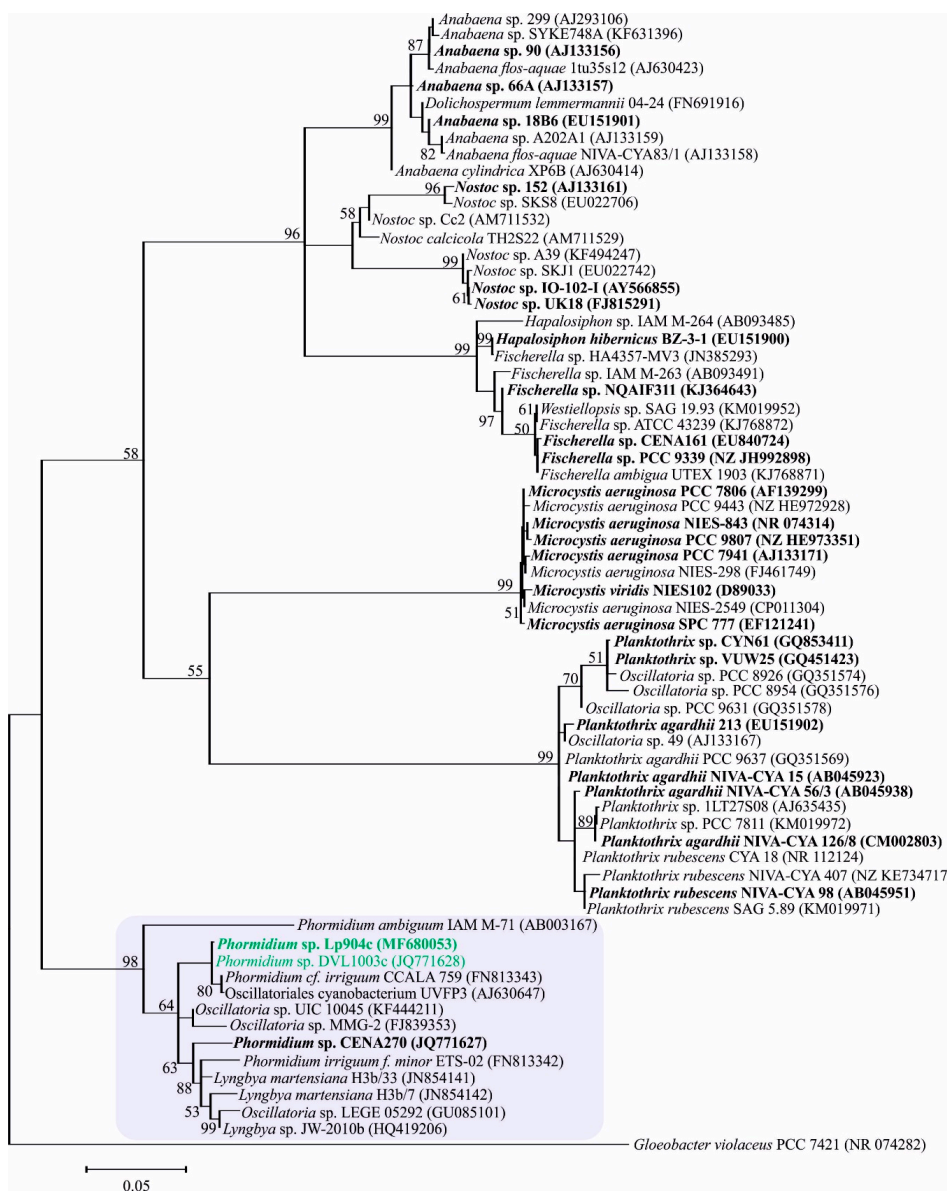 Anabaena sp. 299 (AJ293106)
Anabaena sp. SYKE748A (KF631396)
87
Anabaena sp. 90 (AJ133156)
Anabaena flos-aquae 1tu35s12 (AJ630423)
Anabaena sp. 66A (AJ133157)
Dolichospermum lemmermannii 04-24 (FN691916)
99
Anabaena sp. 18B6 (EU151901)
Anabaena sp. A202A1 (AJ133159)
82
Anabaena flos-aquae NIVA-CYA83/1 (AJ133158)
Anabaena cylindrica XP6B (AJ630414)
96
Nostoc sp. 152 (AJ133161)
Nostoc sp. SKS8 (EU022706)
58
Nostoc sp. Cc2 (AM711532)
96
Nostoc calcicola TH2S22 (AM711529)
Nostoc sp. A39 (KF494247)
99
Nostoc sp. SKJ1 (EU022742)
Nostoc sp. IO-102-I (AY566855)
61
Nostoc sp. UK18 (FJ815291)
Hapalosiphon sp. IAM M-264 (AB093485)
99
Hapalosiphon hibernicus BZ-3-1 (EU151900)
99
Fischerella sp. HA4357-MV3 (JN385293)
Fischerella sp. IAM M-263 (AB093491)
Fischerella sp. NQAIF311 (KJ364643)
61
Westiellopsis sp. SAG 19.93 (KM019952)
97
Fischerella sp. ATCC 43239 (KJ768872)
50
Fischerella sp. CENA161 (EU840724)
58
Fischerella sp. PCC 9339 (NZ JH992898)
Fischerella ambigua UTEX 1903 (KJ768871)
Microcystis aeruginosa PCC 7806 (AF139299)
Microcystis aeruginosa PCC 9443 (NZ HE972928)
Microcystis aeruginosa NIES-843 (NR 074314)
Microcystis aeruginosa PCC 9807 (NZ HE973351)
Microcystis aeruginosa PCC 7941 (AJ133171)
Microcystis aeruginosa NIES-298 (FJ461749)
99
Microcystis viridis NIES102 (D89033)
Microcystis aeruginosa NIES-2549 (CP011304)
51
Microcystis aeruginosa SPC 777 (EF121241)
Planktothrix sp. CYN61 (GQ853411)
51
Planktothrix sp. VUW25 (GQ451423)
55
Oscillatoria sp. PCC 8926 (GQ351574)
70
Oscillatoria sp. PCC 8954 (GQ351576)
Oscillatoria sp. PCC 9631 (GQ351578)
Planktothrix agardhii 213 (EU151902)
Oscillatoria sp. 49 (AJ133167)
99
Planktothrix agardhii PCC 9637 (GQ351569)
Planktothrix agardhii NIVA-CYA 15 (AB045923)
Planktothrix agardhii NIVA-CYA 56/3 (AB045938)
Planktothrix sp. 1LT27S08 (AJ635435)
89
Planktothrix sp. PCC 7811 (KM019972)
Planktothrix agardhii NIVA-CYA 126/8 (CM002803)
Planktothrix rubescens CYA 18 (NR 112124)
Planktothrix rubescens NIVA-CYA 407 (NZ KE734717
Planktothrix rubescens NIVA-CYA 98 (AB045951)
Planktothrix rubescens SAG 5.89 (KM019971)
Phormidium ambiguum IAM M-71 (AB003167)
Phormidium sp. Lp904c (MF680053)
98
Phormidium sp. DVL1003c (JQ771628)
Phormidium cf. irriguum CCALA 759 (FN813343)
80
Oscillatoriales cyanobacterium UVFP3 (AJ630647)
64
Oscillatoria sp. UIC 10045 (KF444211)
Oscillatoria sp. MMG-2 (FJ839353)
Phormidium sp. CENA270 (JQ771627)
63
Phormidium irriguum f. minor ETS-02 (FN813342)
88
Lyngbya martensiana H3b/33 (JN854141)
Lyngbya martensiana H3b/7 (JN854142)
53
Oscillatoria sp. LEGE 05292 (GU085101)
99
Lyngbya sp. JW-2010b (HQ419206)
Gloeobacter violaceus PCC 7421 (NR 074282)
0.05